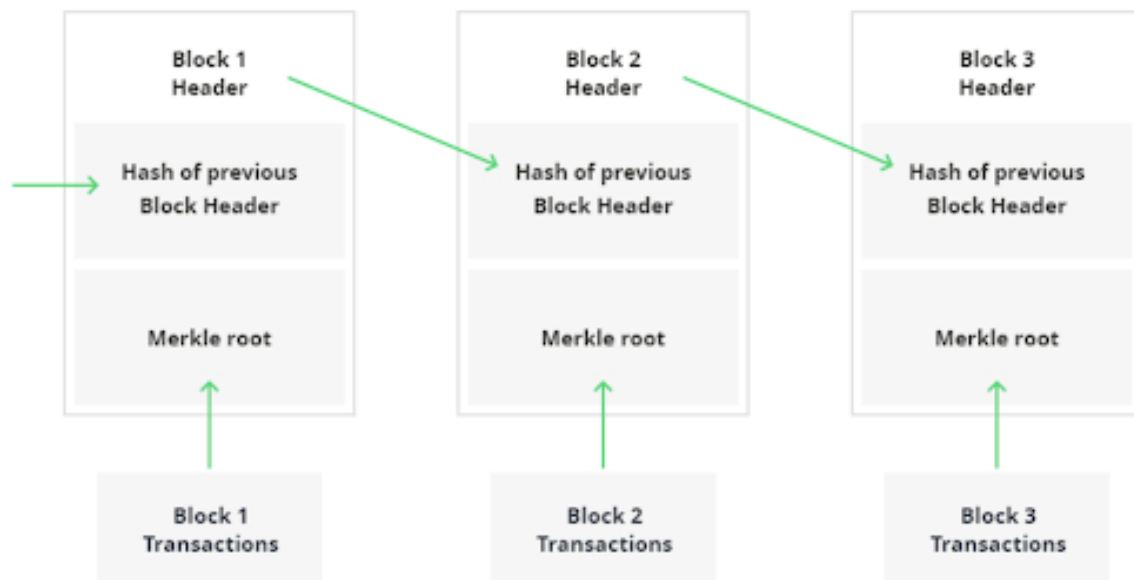 Block 1
Header
Hash of previous
Block Header
Merkle root
Block 1
Transactions
Block 2
Header
Hash of previous
Block Header
Merkle root
Block 2
Transactions
Block 3
Header
Hash of previous
Block Header
Merkle root
Block 3
Transactions